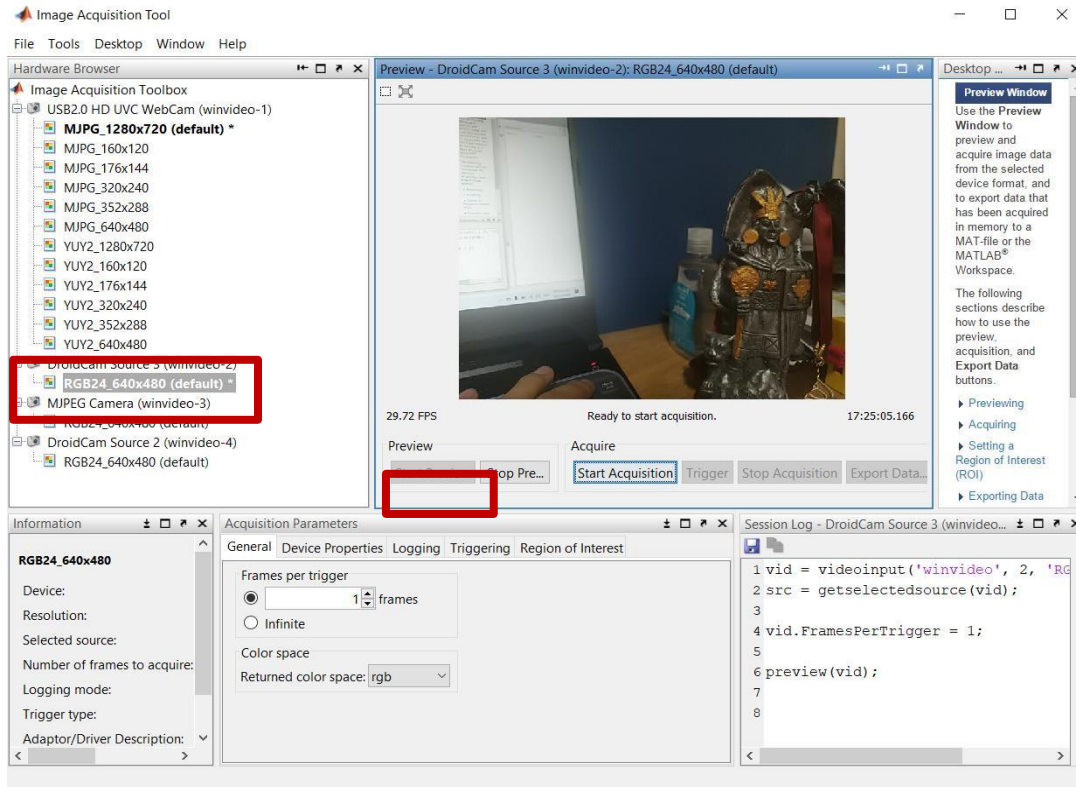 Image Acquisition Tool
File Tools Desktop Window Help
Hardware Browser
Image Acquisition Toolbox
USB2.0 HD UVC WebCam (winvideo-1)
MJPG_1280x720 (default) *
MJPG_160x120
MJPG_176x144
MJPG_320x240
MJPG_352x288
MJPG_640x480
YUY2_1280x720
YUY2_160x120
YUY2_176x144
YUY2_320x240
YUY2_352x288
YUY2_640x480
DroidCam Source 3 (winvideo-2)
RGB24_640x480 (default) *
MJPEG Camera (winvideo-3)
RGB24_640x480 (default)
DroidCam Source 2 (winvideo-4)
RGB24_640x480 (default)
Preview - DroidCam Source 3 (winvideo-2): RGB24_640x480 (default)
29.72 FPS
Ready to start acquisition.
17:25:05.166
Preview
Stop Pre...
Acquire
Start Acquisition
Trigger
Stop Acquisition
Export Data...
Desktop ...
Preview Window
Use the Preview
Window to
preview and
acquire image data
from the selected
device format, and
to export data that
has been acquired
in memory to a
MAT-file or the
MATLAB®
Workspace.
The following
sections describe
how to use the
preview,
acquisition, and
Export Data
buttons.
Previewing
Acquiring
Setting a
Region of Interest
(ROI)
Exporting Data
Information
RGB24_640x480
Device:
Resolution:
Selected source:
Number of frames to acquire:
Logging mode:
Trigger type:
Adaptor/Driver Description:
Acquisition Parameters
General Device Properties Logging Triggering Region of Interest
Frames per trigger
1 frames
Infinite
Color space
Returned color space: rgb
Session Log - DroidCam Source 3 (winvideo...
1 vid = videoinput('winvideo', 2, 'RG
2 src = getselectedsource(vid);
3
4 vid.FramesPerTrigger = 1;
5
6 preview(vid);
7
8